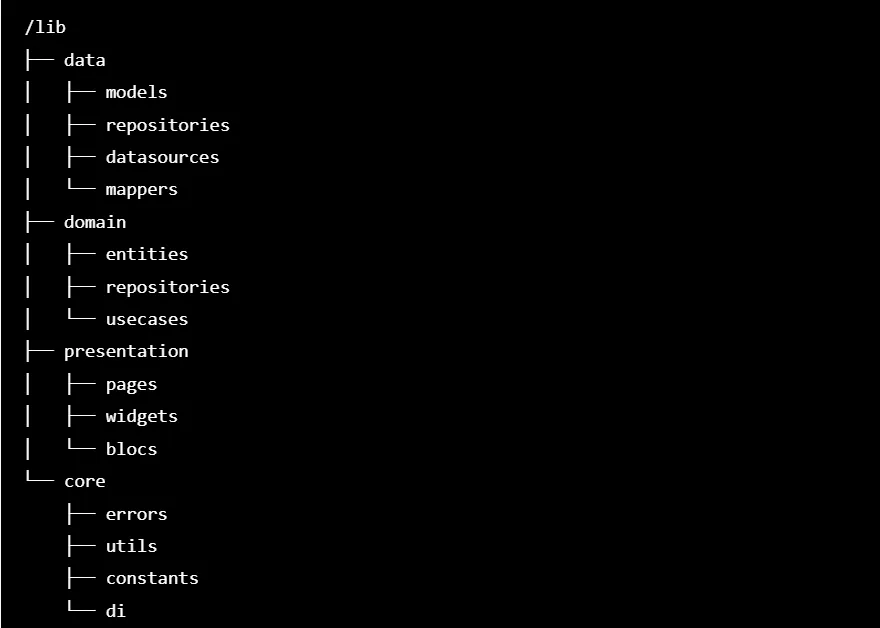 /lib
├── data
│   ├── models
│   ├── repositories
│   ├── datasources
│   └── mappers
├── domain
│   ├── entities
│   ├── repositories
│   └── usecases
├── presentation
│   ├── pages
│   ├── widgets
│   └── blocs
└── core
    ├── errors
    ├── utils
    ├── constants
    └── di